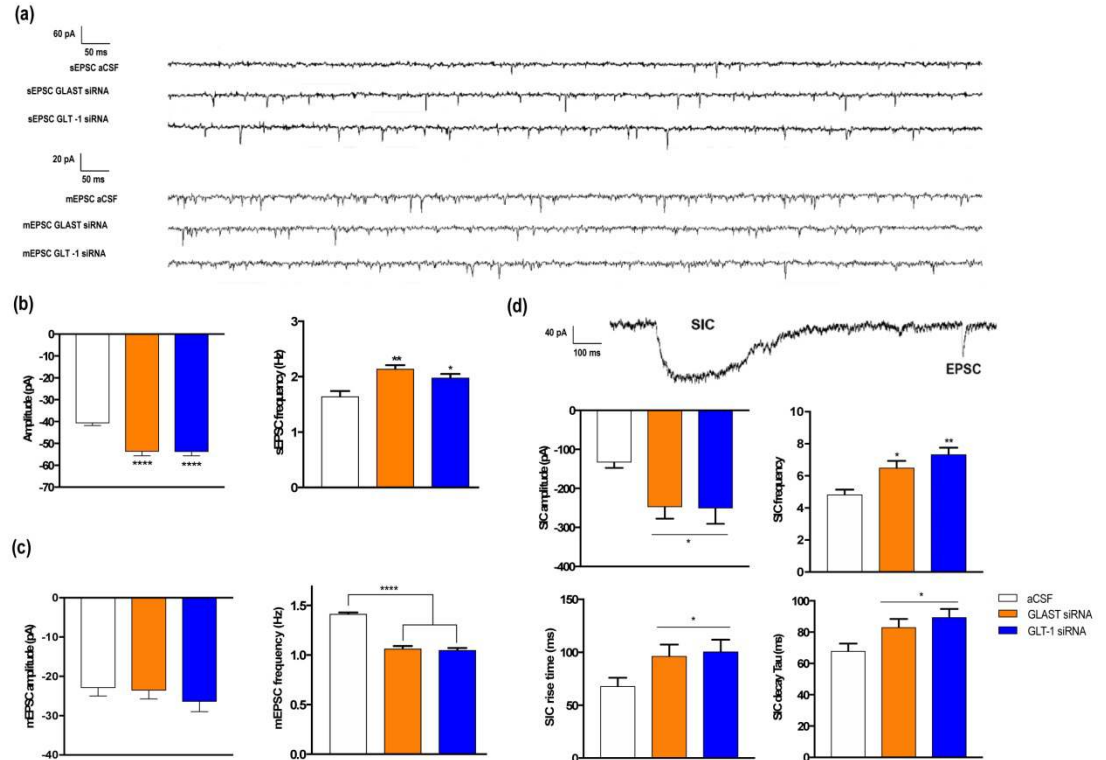 (a)
60 pA
50 ms
sEPSC aCSF
sEPSC GLAST siRNA
sEPSC GLT -1 siRNA
20 pA
50 ms
mEPSC aCSF
mEPSC GLAST siRNA
mEPSC GLT -1 siRNA
(b)
Amplitude (pA)
0
-10
-20
-30
-40
-50
-60
-70
**** ****
sEPSC frequency (Hz)
3
2
1
0
** *
(c)
mEPSC amplitude (pA)
0
-10
-20
-30
-40
mEPSC frequency (Hz)
1.5
1.0
0.5
0.0
****
(d)
40 pA
100 ms
SIC
EPSC
SIC amplitude (pA)
0
-100
-200
-300
-400
*
SIC frequency
8
6
4
2
0
* **
SIC rise time (ms)
150
100
50
0
*
SIC decay Tau (ms)
100
80
60
40
20
0
*
aCSF
GLAST siRNA
GLT-1 siRNA